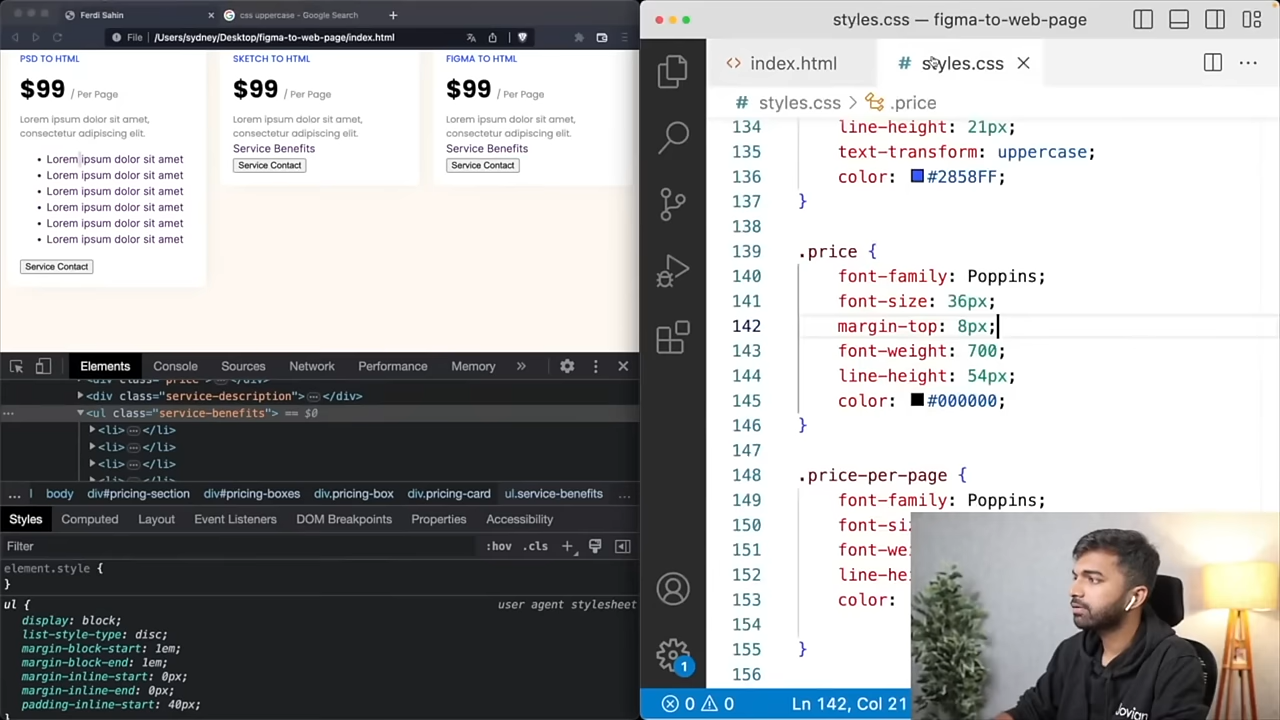 Ferdi Sahin
css uppercase - Google Search
File /Users/sydney/Desktop/figma-to-web-page/index.html
PSD TO HTML
SKETCH TO HTML
FIGMA TO HTML
$99 / Per Page
$99 / Per Page
$99 / Per Page
Lorem ipsum dolor sit amet,
consectetur adipiscing elit.
Lorem ipsum dolor sit amet,
consectetur adipiscing elit.
Lorem ipsum dolor sit amet,
consectetur adipiscing elit.
Service Benefits
Service Benefits
Lorem ipsum dolor sit amet
Lorem ipsum dolor sit amet
Lorem ipsum dolor sit amet
Lorem ipsum dolor sit amet
Lorem ipsum dolor sit amet
Lorem ipsum dolor sit amet
Service Contact
Service Contact
Service Contact
Elements Console Sources Network Performance Memory »
<div class="service-description"> … </div>
<ul class="service-benefits"> == $0
<li> … </li>
<li> … </li>
<li> … </li>
... body div#pricing-section div#pricing-boxes div.pricing-box div.pricing-card ul.service-benefits ...
Styles Computed Layout Event Listeners DOM Breakpoints Properties Accessibility
Filter :hov .cls +
element.style {
}
ul { user agent stylesheet
display: block;
list-style-type: disc;
margin-block-start: 1em;
margin-block-end: 1em;
margin-inline-start: 0px;
margin-inline-end: 0px;
padding-inline-start: 40px;
styles.css — figma-to-web-page
<> index.html # styles.css
# styles.css > .price
134 line-height: 21px;
135 text-transform: uppercase;
136 color: #2858FF;
137 }
138
139 .price {
140 font-family: Poppins;
141 font-size: 36px;
142 margin-top: 8px;
143 font-weight: 700;
144 line-height: 54px;
145 color: #000000;
146 }
147
148 .price-per-page {
149 font-family: Poppins;
150 font-si
151 font-we
152 line-he
153 color:
154
155 }
156
1
0 0 Ln 142, Col 21
Jovian